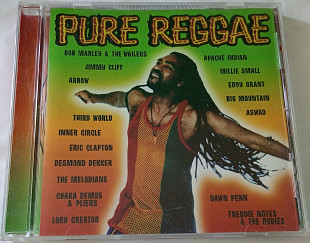 PURE REGGAE
BOB MARLEY & THE WAILERS
JIMMY CLIFF
ARROW
THIRD WORLD
INNER CIRCLE
ERIC CLAPTON
DESMOND DEKKER
THE MELODIANS
CHAKA DEMUS
& PLIERS
LORD CREATOR
APACHE INDIAN
MILLIE SMALL
EDDY GRANT
BIG MOUNTAIN
ASWAD
DAWN PENN
FREDDIE NOTES
& THE RUDIES